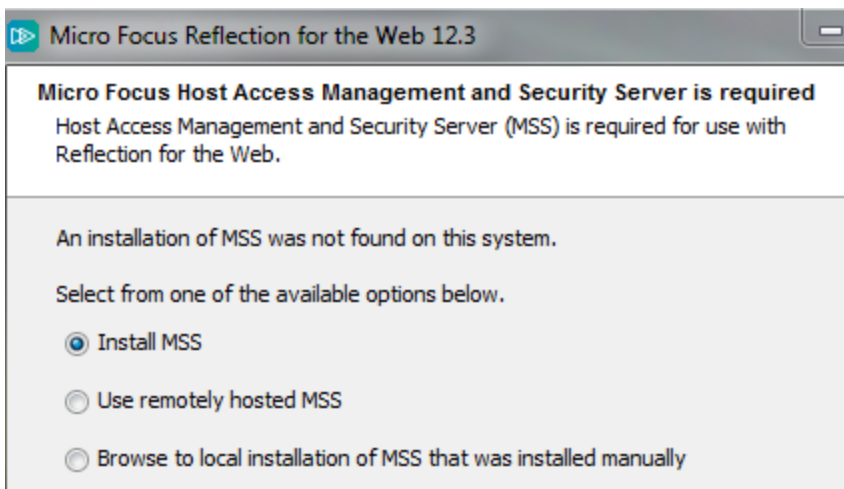 Micro Focus Reflection for the Web 12.3
Micro Focus Host Access Management and Security Server is required
Host Access Management and Security Server (MSS) is required for use with
Reflection for the Web.
An installation of MSS was not found on this system.
Select from one of the available options below.
Install MSS
Use remotely hosted MSS
Browse to local installation of MSS that was installed manually